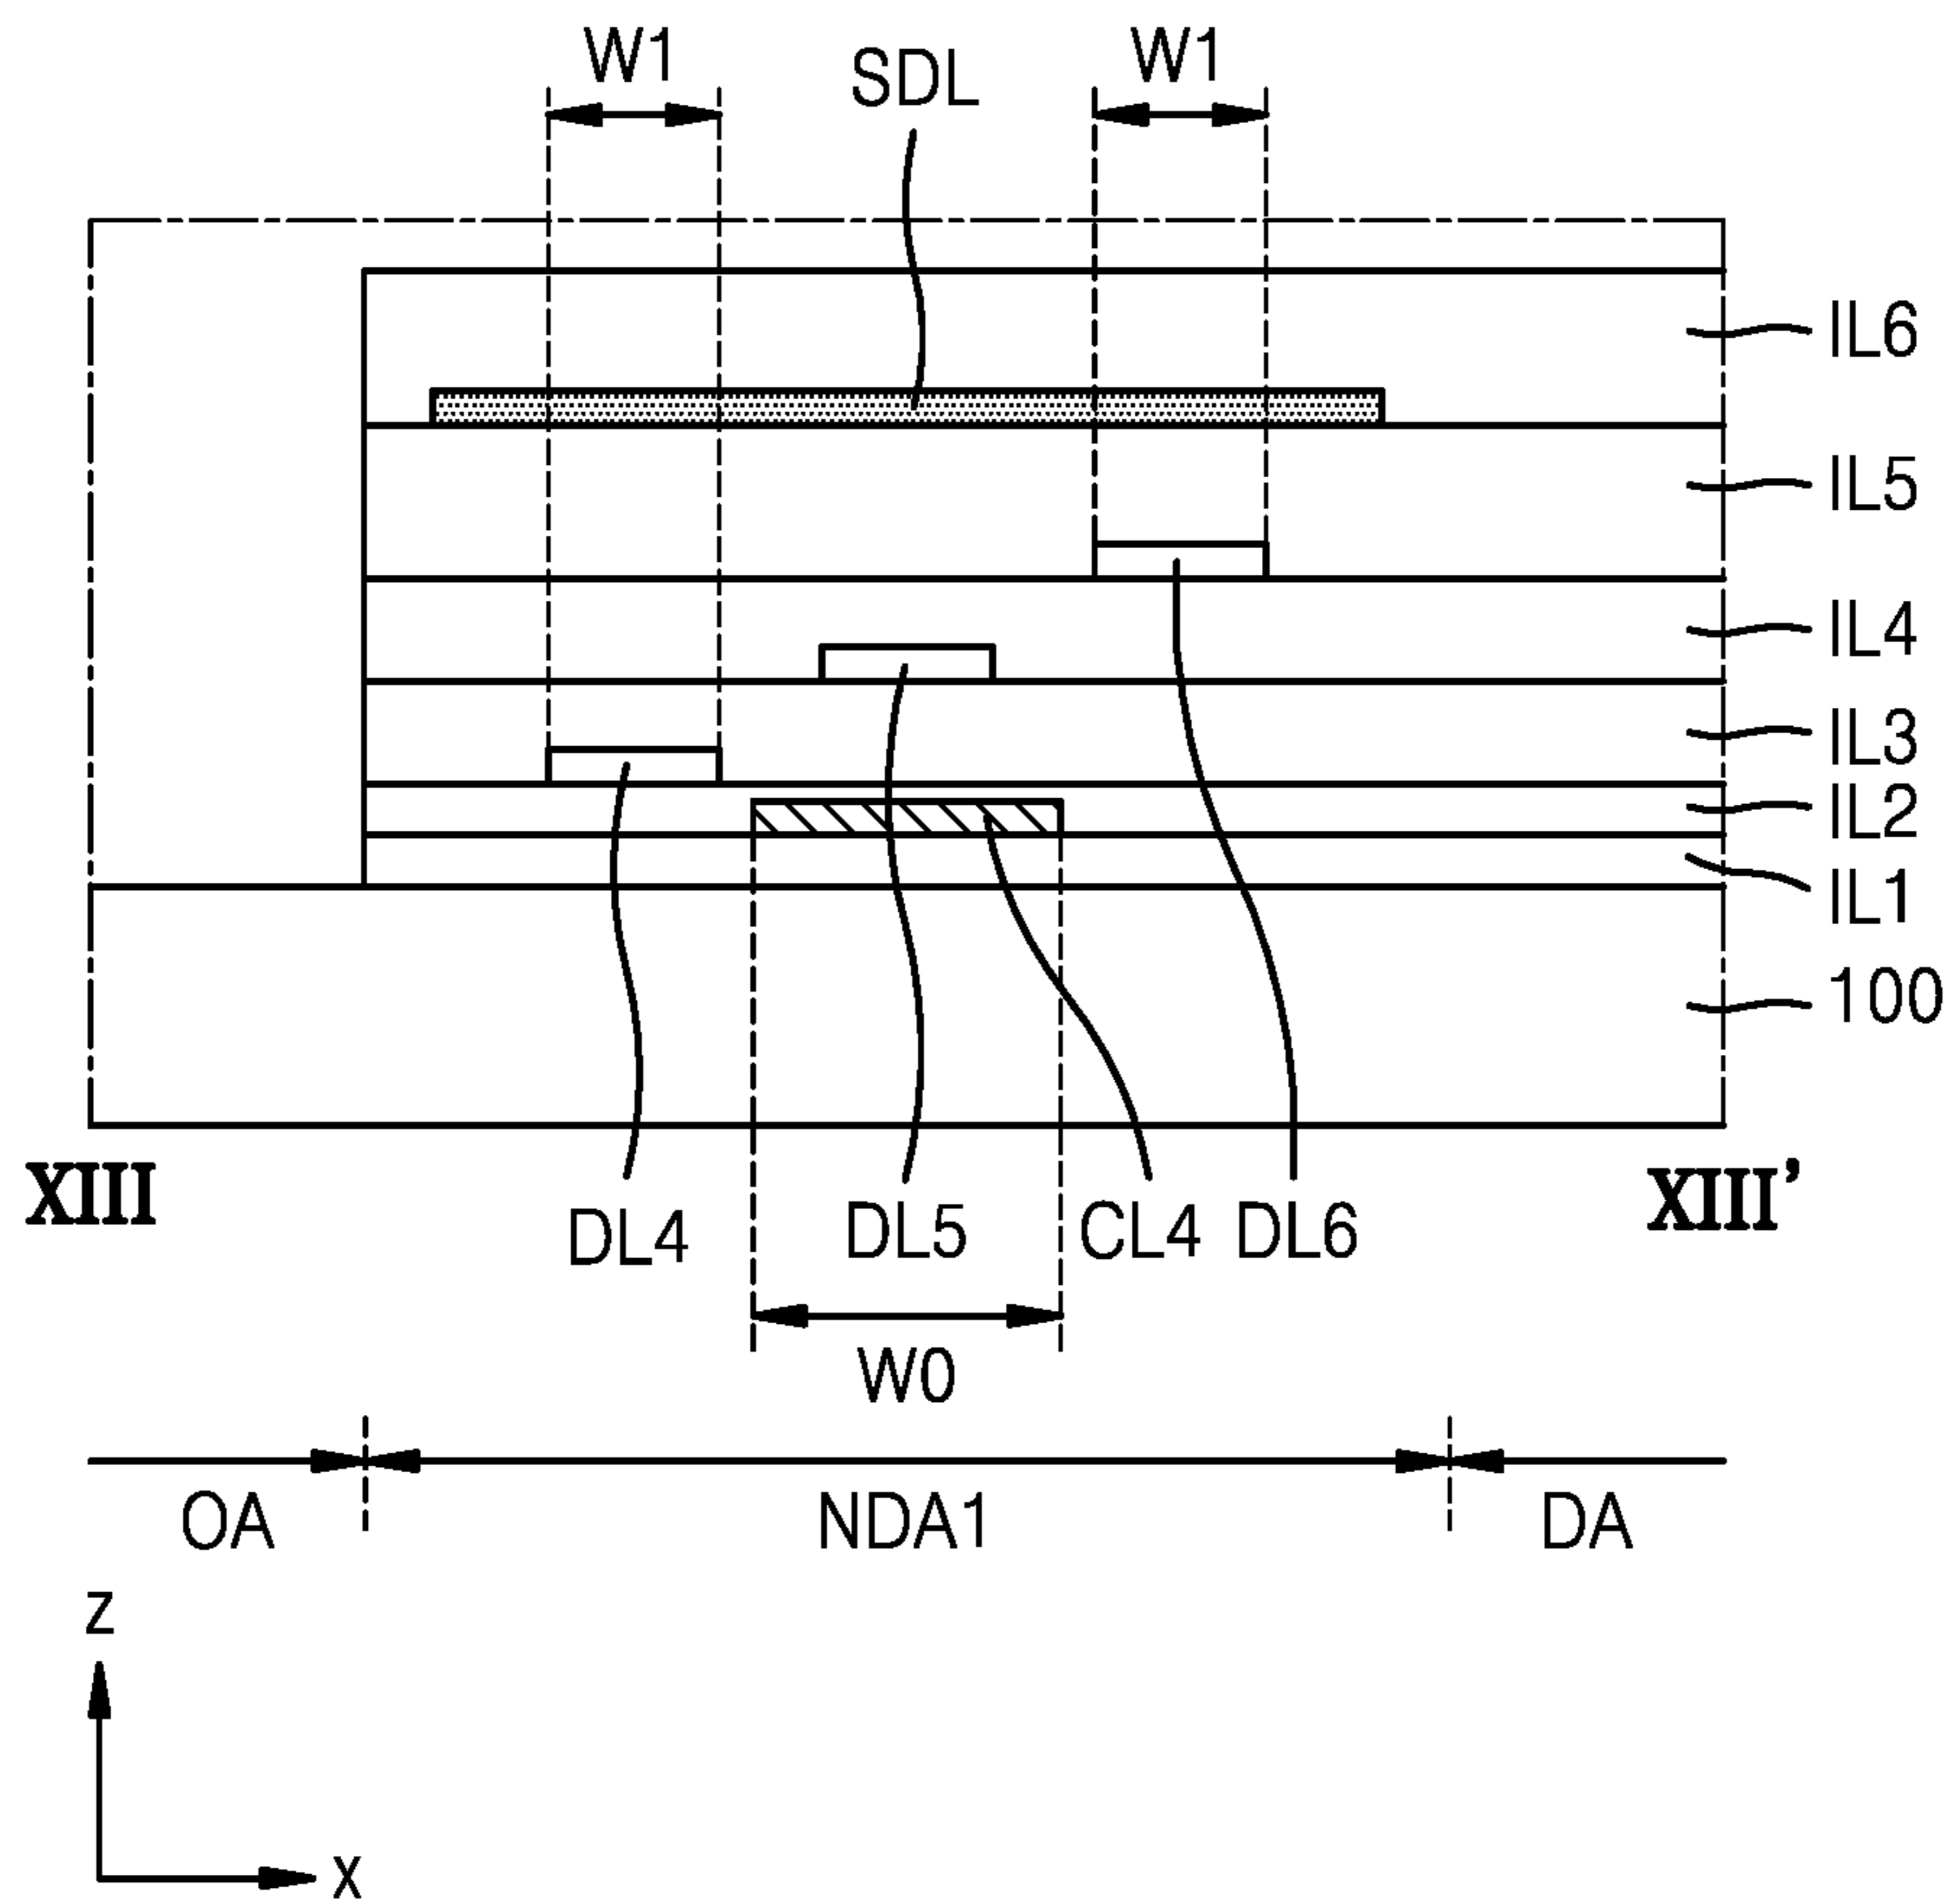 W1
SDL
W1
IL6
IL5
IL4
IL3
IL2
IL1
100
XIII
XIII'
DL4
DL5
CL4
DL6
W0
OA
NDA1
DA
z
x